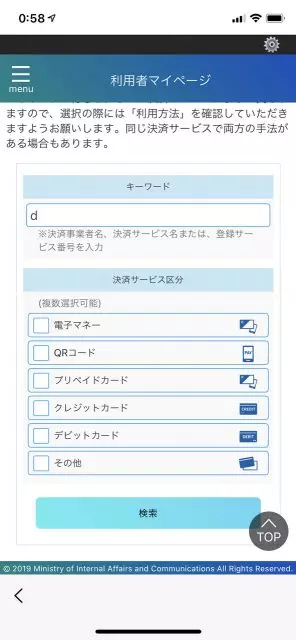 0:58
menu
利用者マイページ
ますので、選択の際には「利用方法」を確認していただき
ますようお願いします。同じ決済サービスで両方の手法が
ある場合もあります。
キーワード
d
※決済事業者名、決済サービス名または、登録サー
ビス番号を入力
決済サービス区分
(複数選択可能)
電子マネー
QRコード
PAY
プリペイドカード
クレジットカード
CREDIT
デビットカード
DEBIT
その他
検索
TOP
© 2019 Ministry of Internal Affairs and Communications All Rights Reserved.